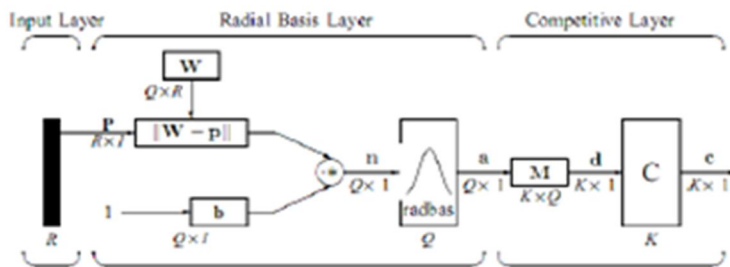 Input Layer Radial Basis Layer Competitive Layer
W
Q×R
P
R×1
‖W − p‖
n
Q×1
a
Q×1
M
K×Q
d
K×1
C
c
K×1
1
b
Q×1
.*
radbas
R
Q
K